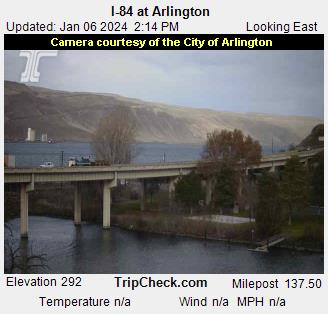 I-84 at Arlington
Updated: Jan 06 2024 2:14 PM Looking East
Camera courtesy of the City of Arlington
Elevation 292 TripCheck.com Milepost 137.50
Temperature n/a Wind n/a MPH n/a